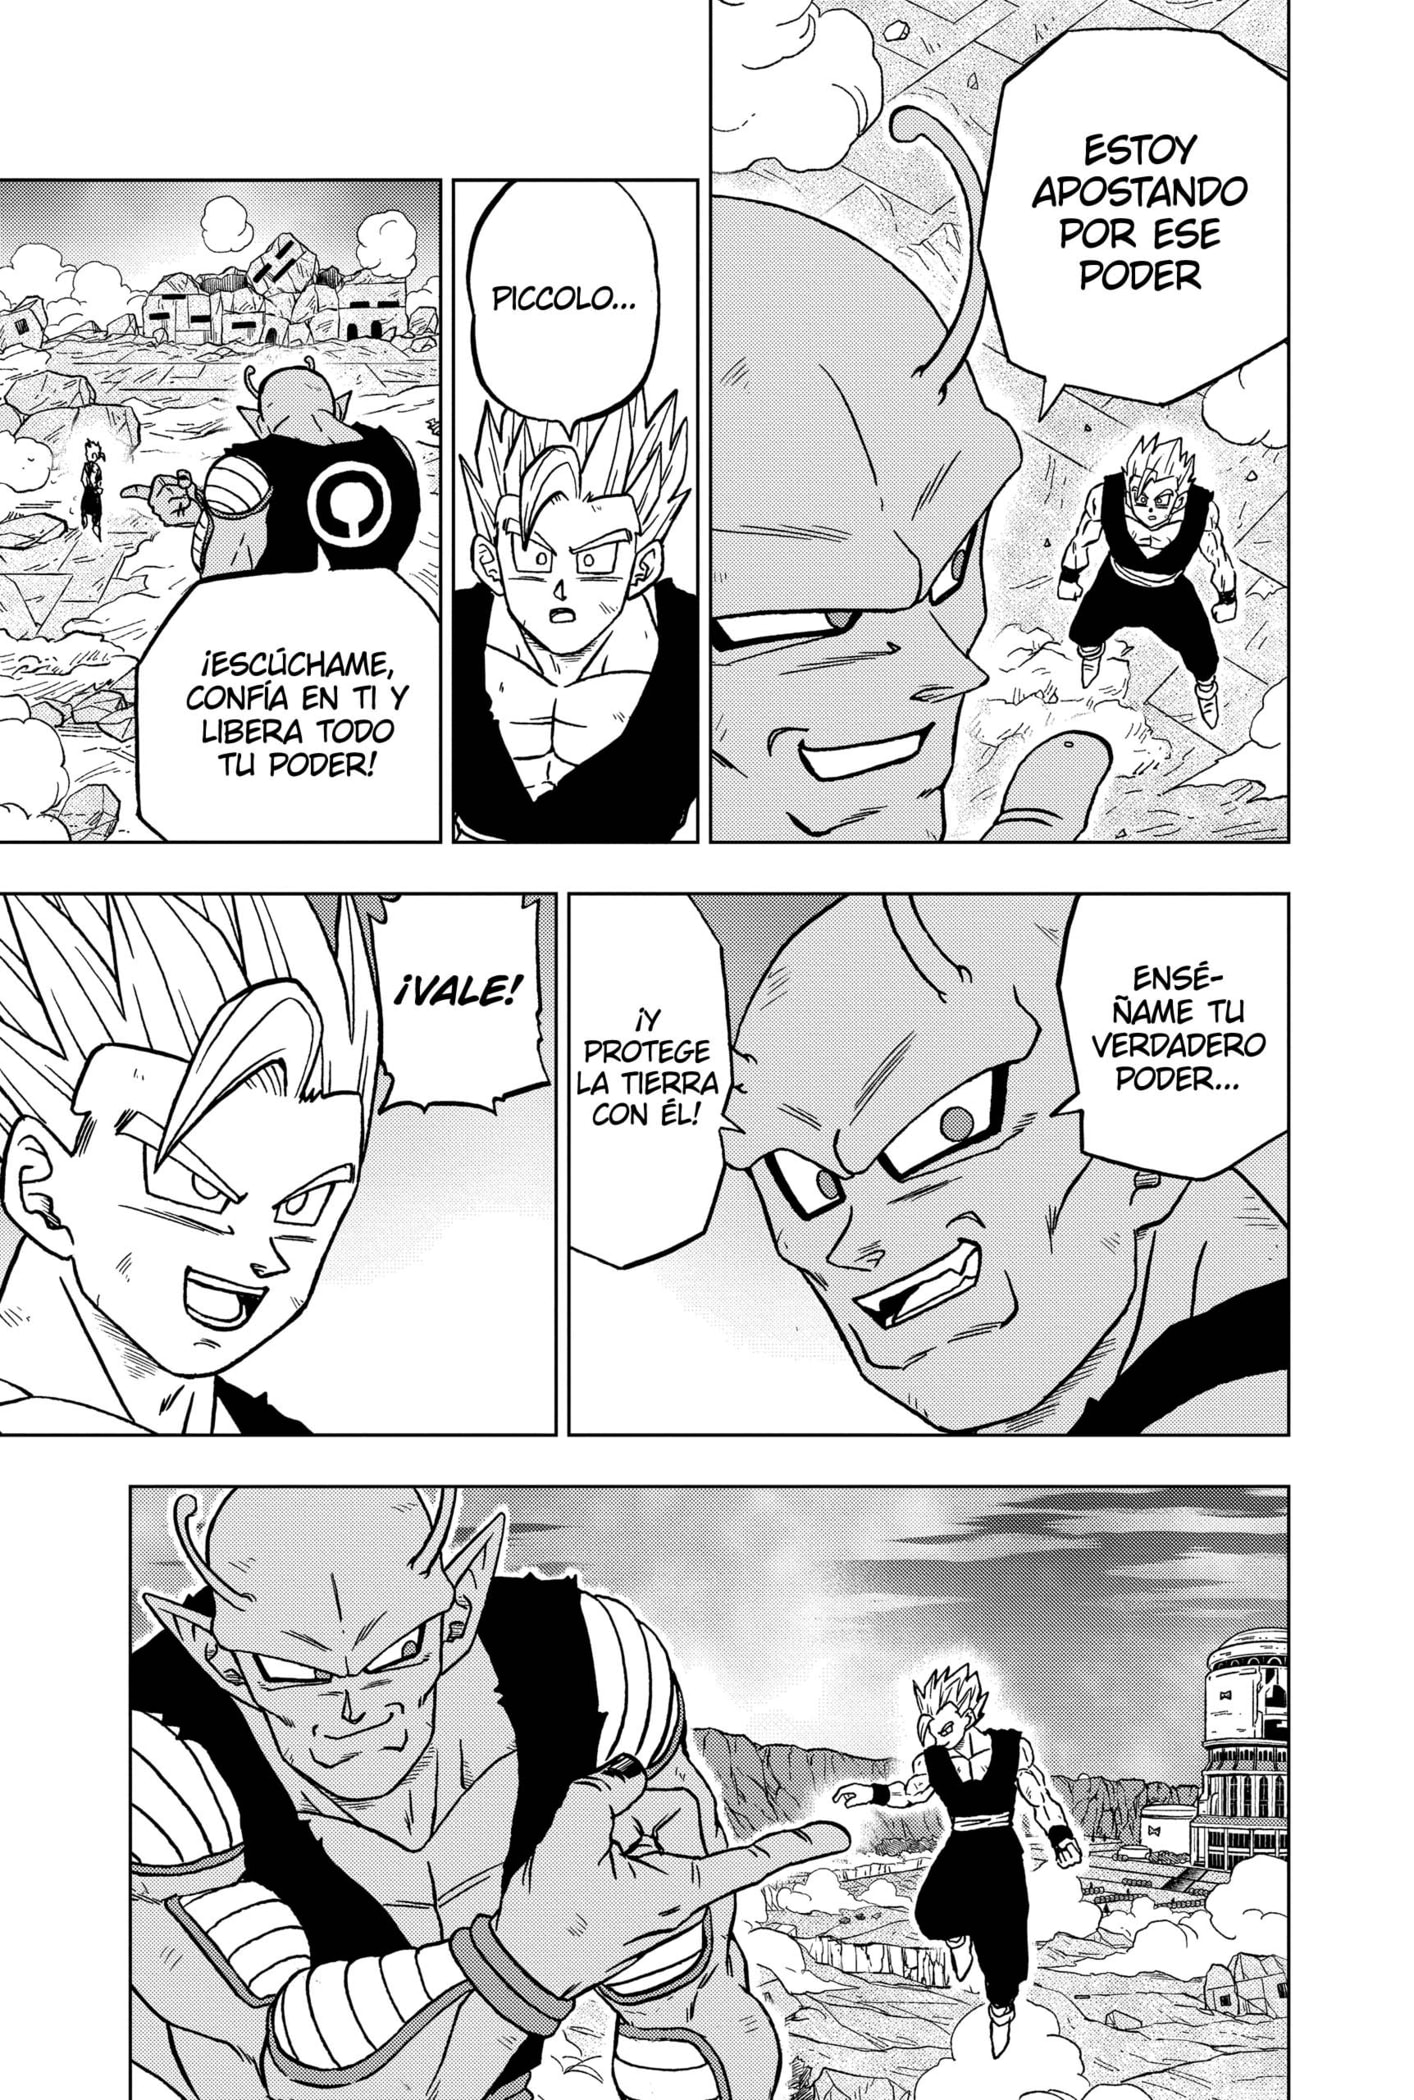 ESTOY
APOSTANDO
POR ESE
PODER
PICCOLO...
¡ESCÚCHAME,
CONFÍA EN TI Y
LIBERA TODO
TU PODER!
ENSÉ-
ÑAME TU
VERDADERO
PODER...
¡Y
PROTEGE
LA TIERRA
CON ÉL!
¡VALE!